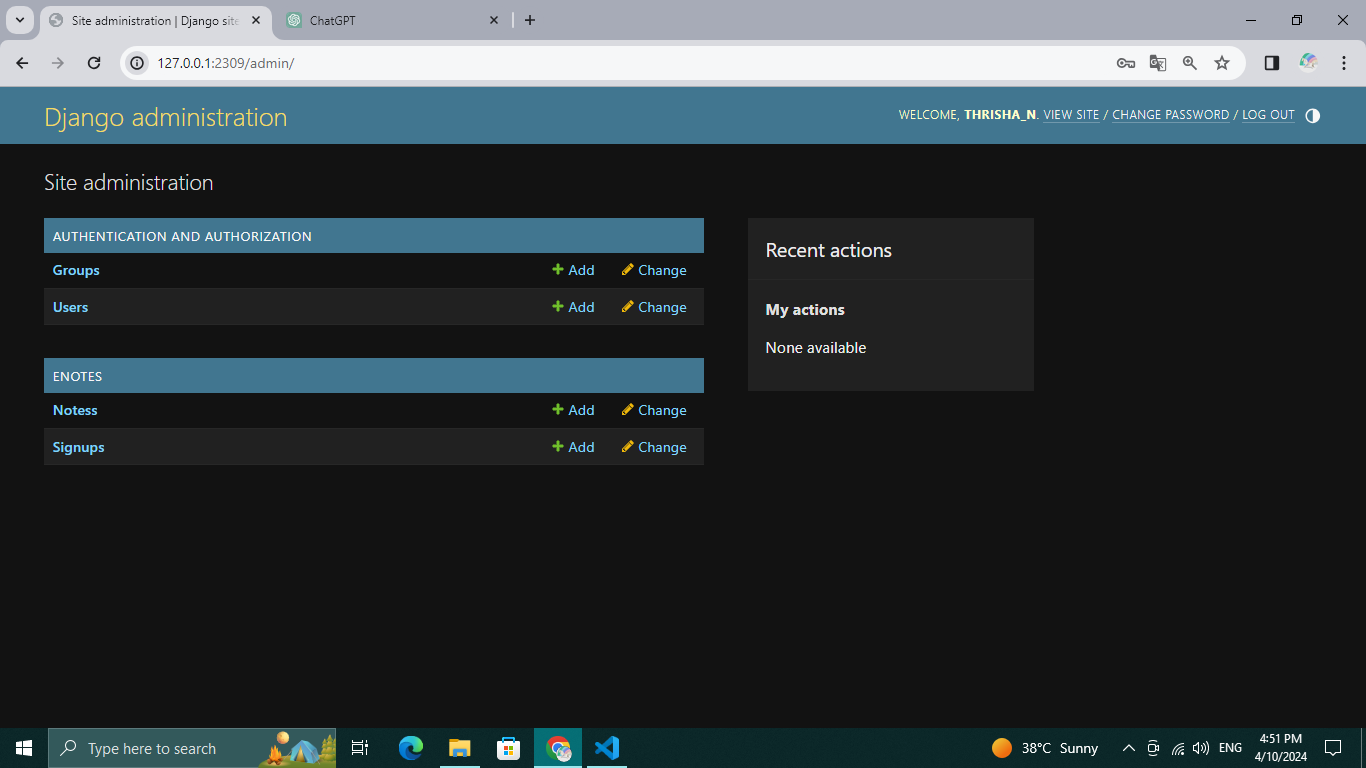 Site administration | Django site
ChatGPT
127.0.0.1:2309/admin/
Django administration
WELCOME, THRISHA_N. VIEW SITE / CHANGE PASSWORD / LOG OUT
Site administration
AUTHENTICATION AND AUTHORIZATION
Groups Add Change
Users Add Change
ENOTES
Notess Add Change
Signups Add Change
Recent actions
My actions
None available
Type here to search
38°C Sunny
ENG
4:51 PM
4/10/2024